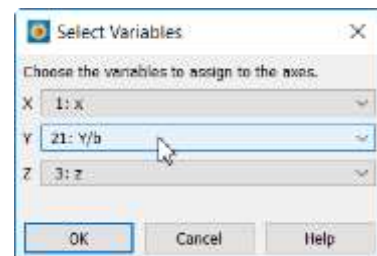 Select Variables
Choose the variables to assign to the axes.
X 1: x
Y 21: Y/b
Z 3: z
OK Cancel Help